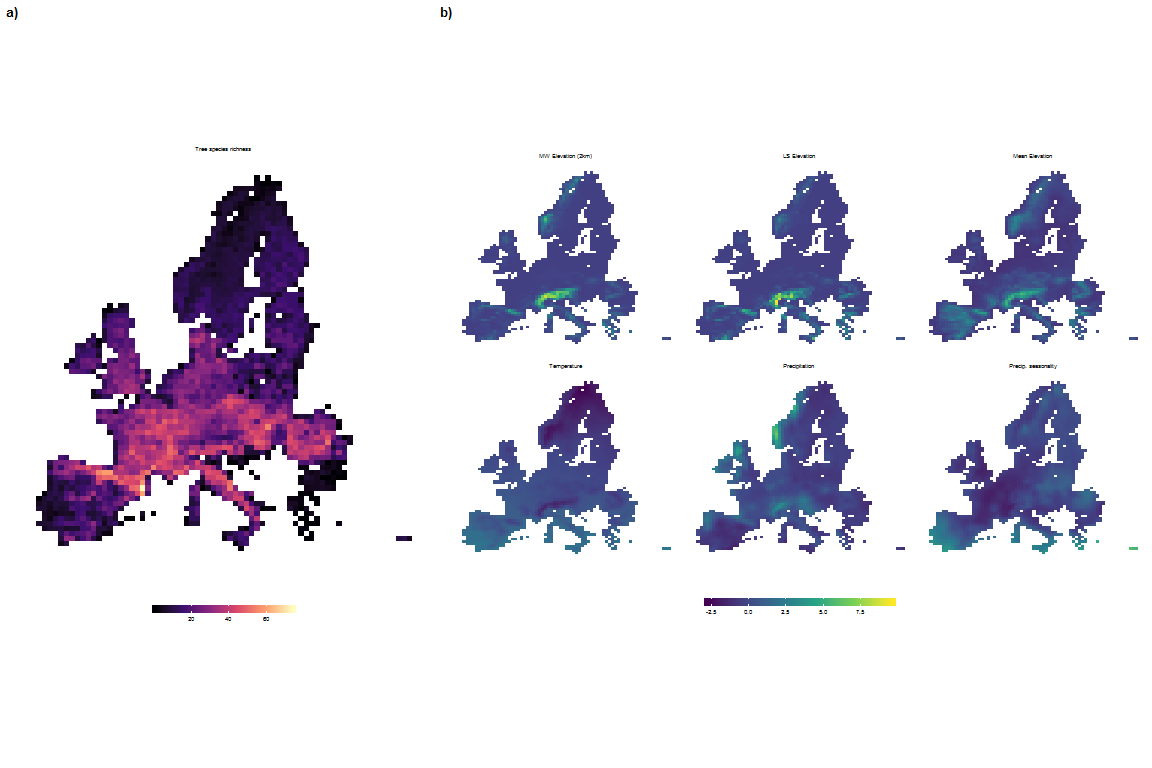 a)
b)
Tree species richness
20 40 60
MW Elevation (2km)
LS Elevation
Mean Elevation
Temperature
Precipitation
Precip. seasonality
-2.5 0.0 2.5 5.0 7.5